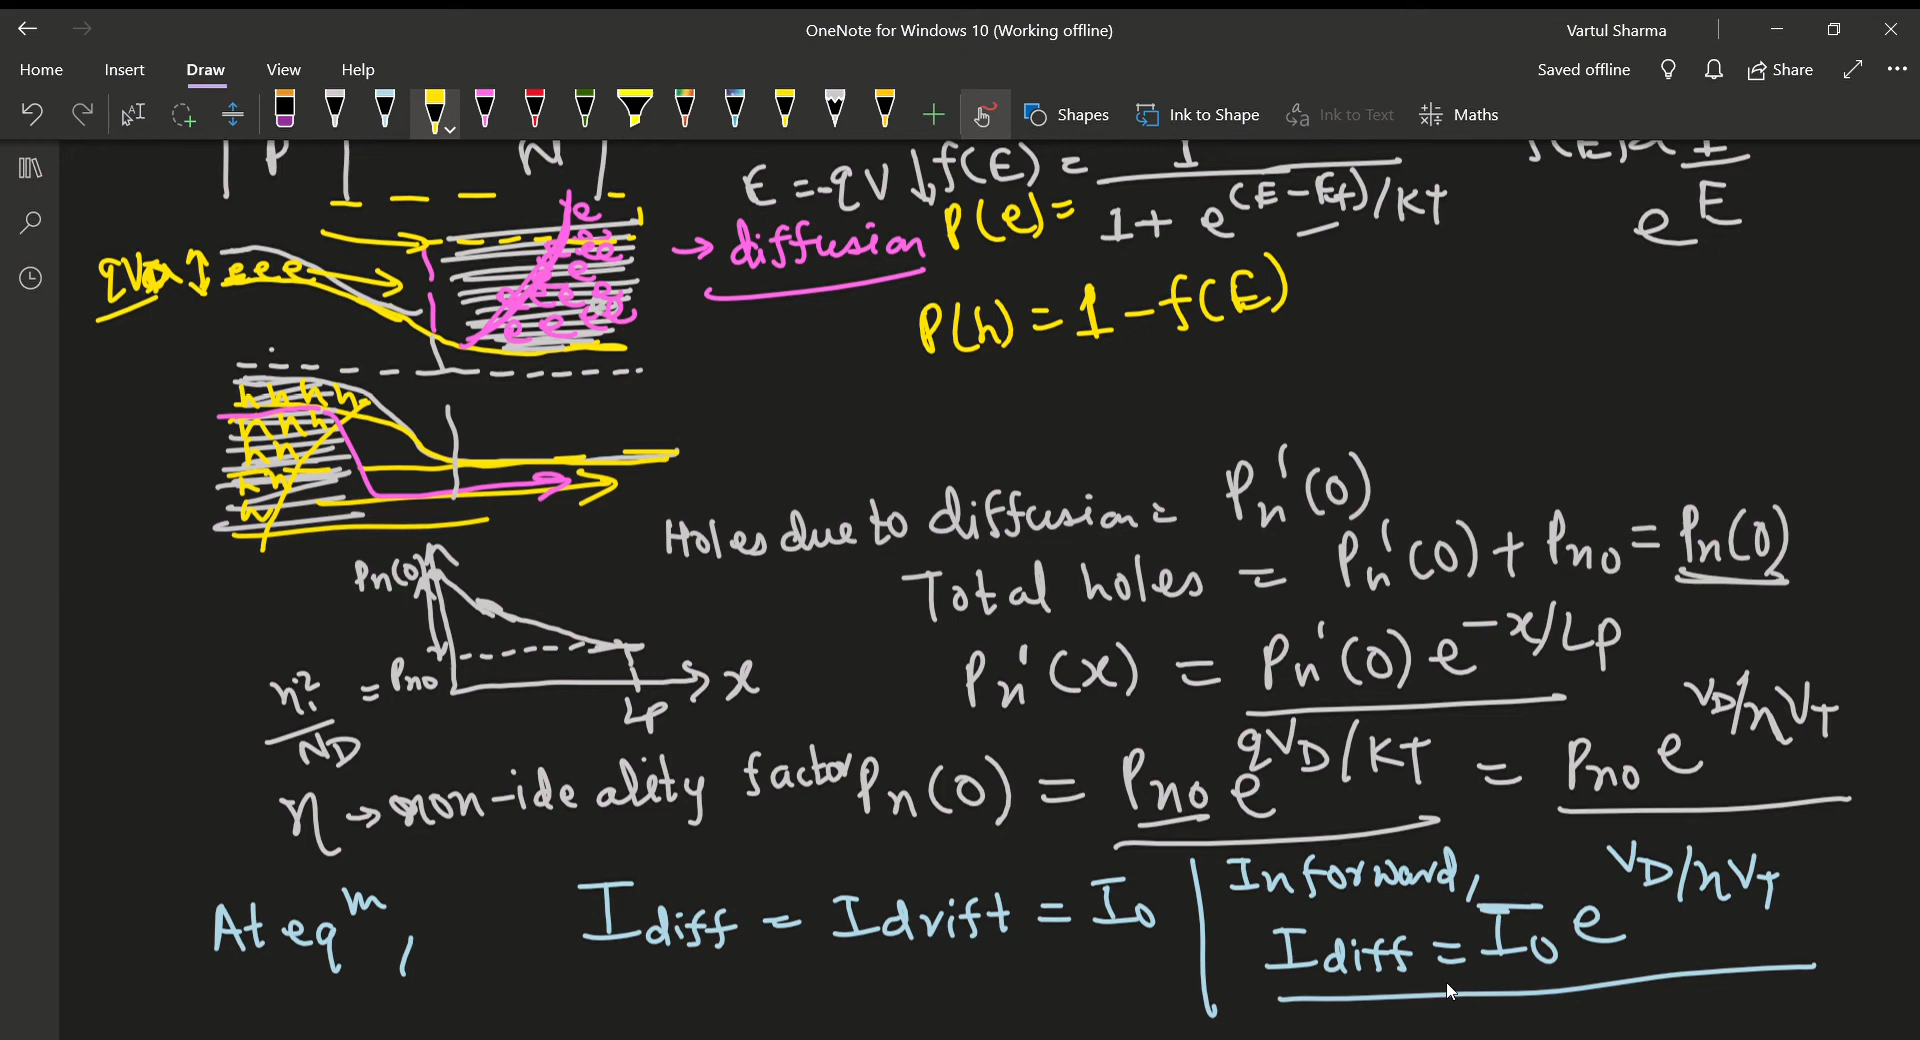 OneNote for Windows 10 (Working offline)
Vartul Sharma
Home Insert Draw View Help
Saved offline
Share
Shapes
Ink to Shape
Ink to Text
Maths
P N
E = -qV ↓ f(E) = 1 / 1 + e^(E - Ef)/KT
e^E
P(e) =
→ diffusion
P(h) = 1 - f(E)
e e e
e
e e
e
e e e e
e e e e
h h h h
h h h
h h
h h
h
Holes due to diffusion = Pn'(0)
Total holes = Pn'(0) + Pno = Pn(0)
Pn(0)
Pn'(x) = Pn'(0) e^-x/Lp
ni²/ND = Pno
x
Lp
η → non-ideality factor
Pn(0) = Pno e^qVD/KT = Pno e^VD/ηVT
At eq^m,
Idiff = Idrift = I0
In forward,
Idiff = I0 e^VD/ηVT